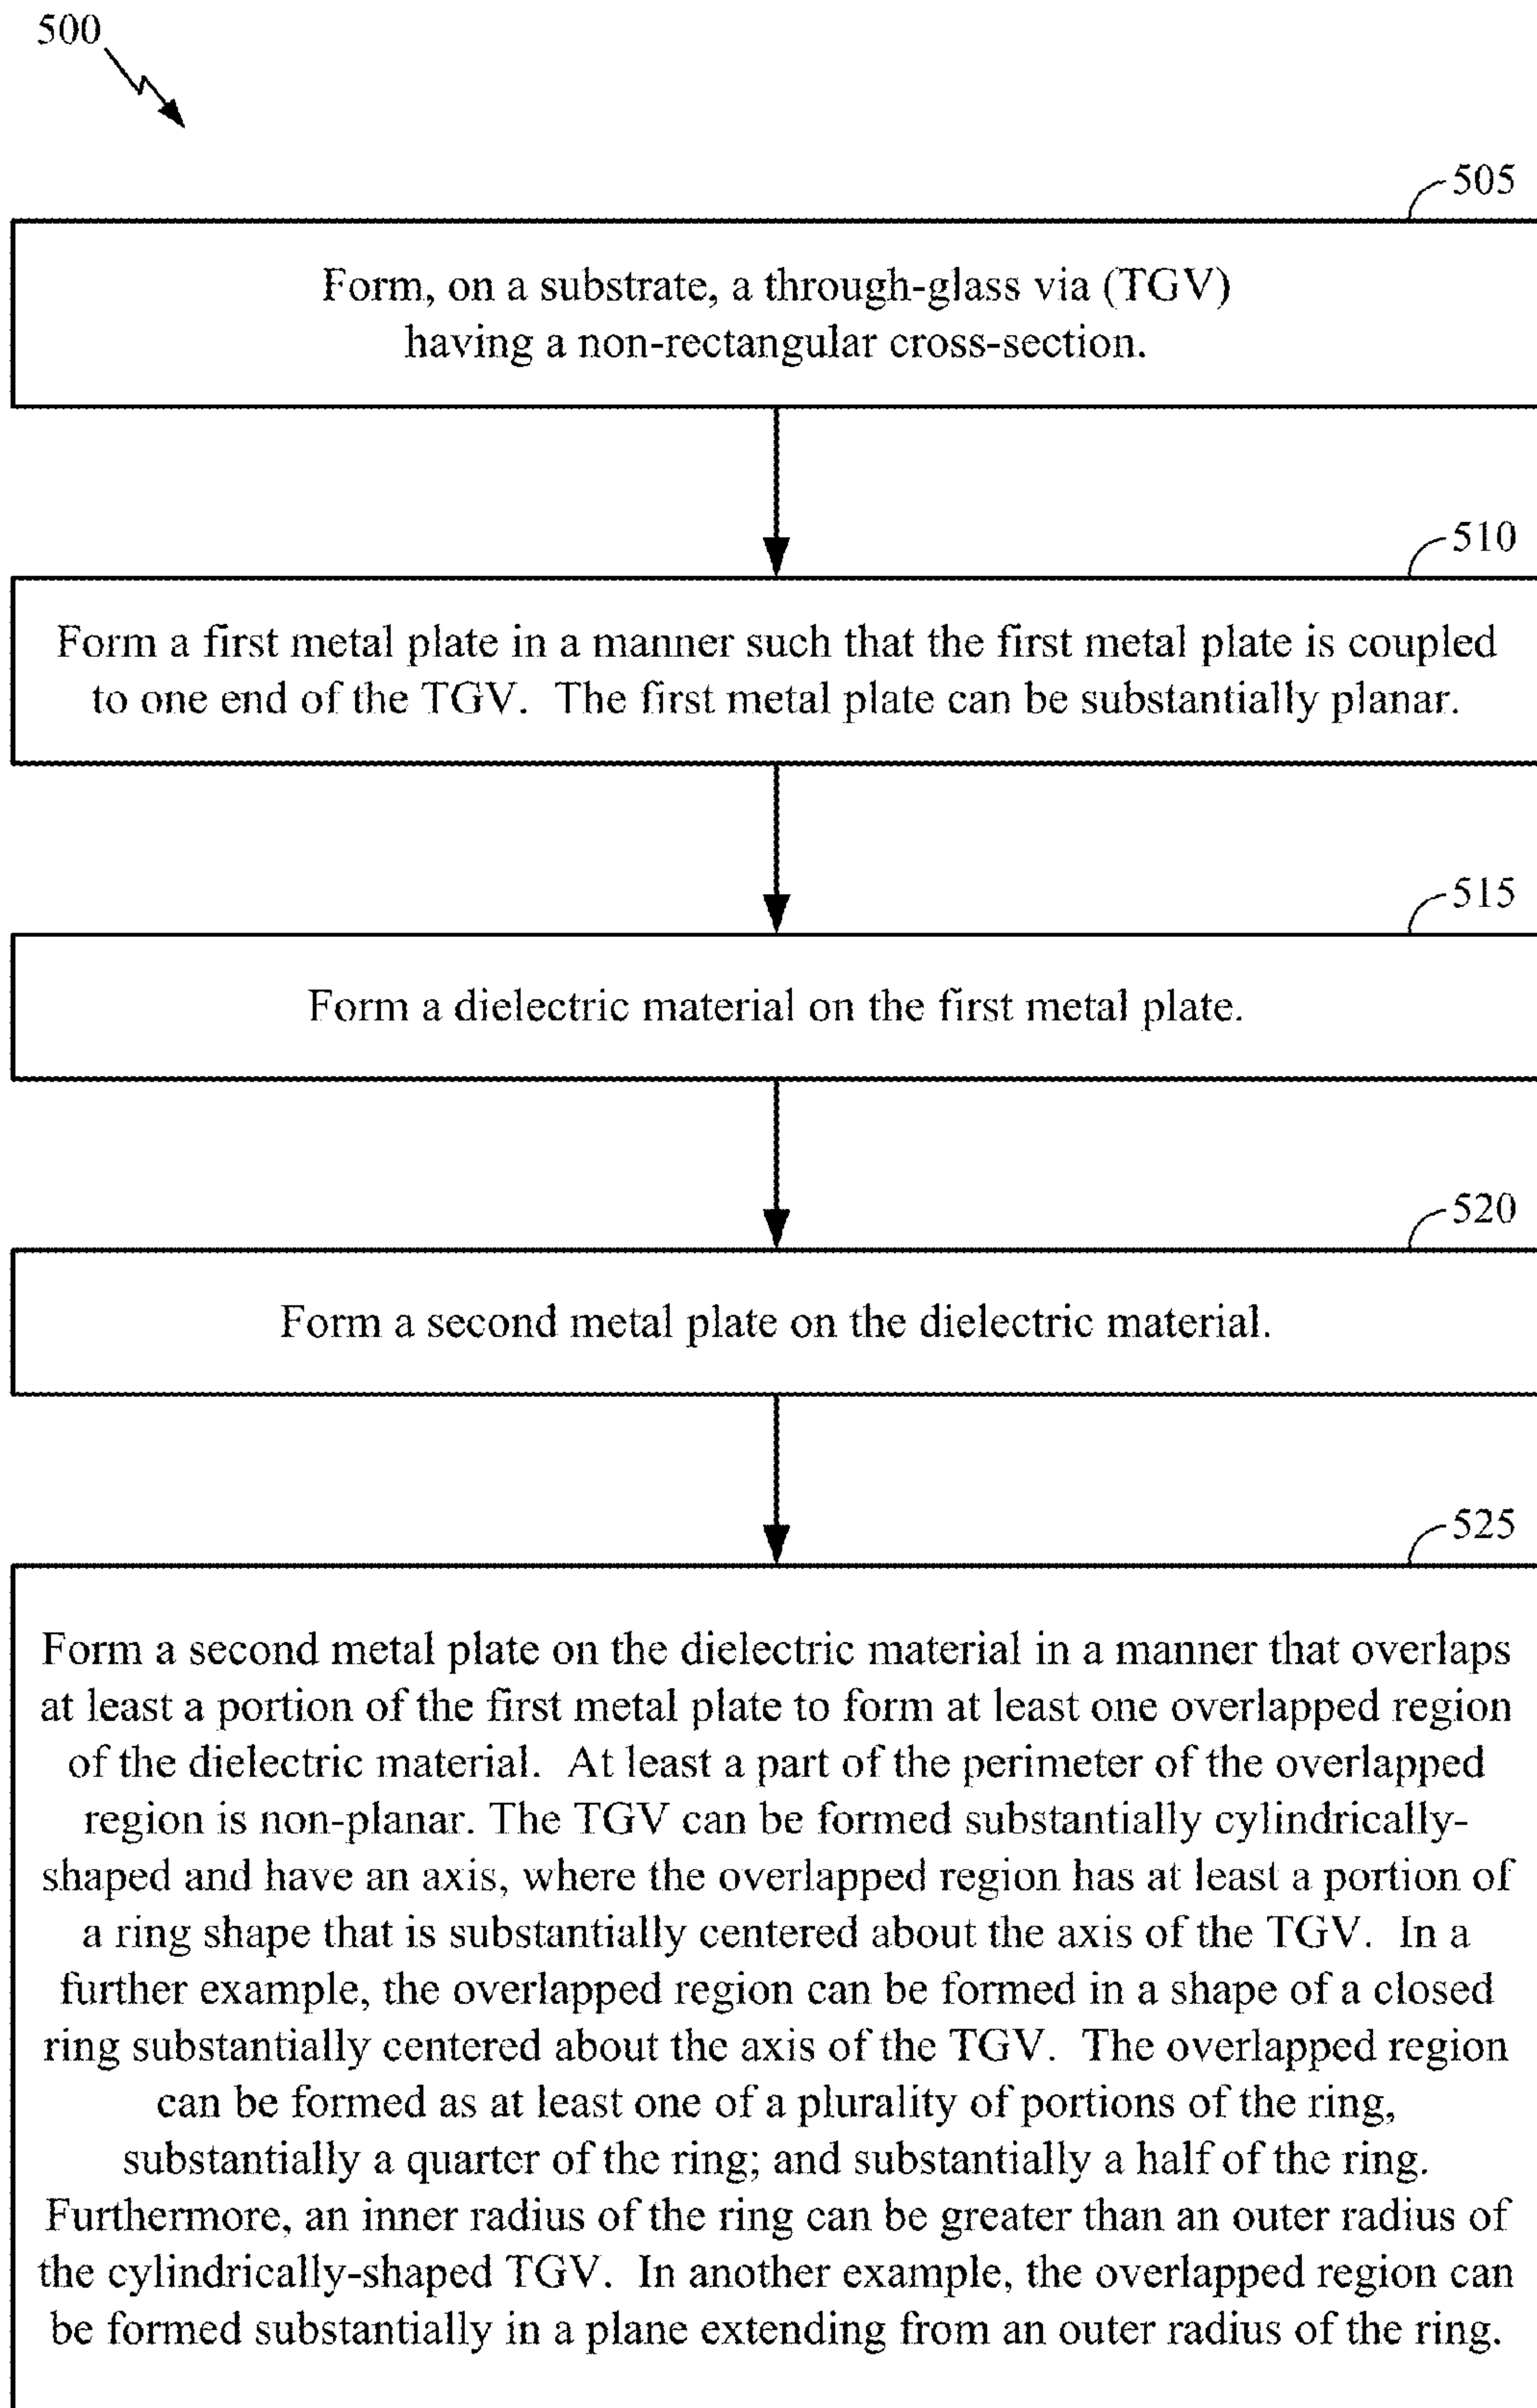 500
505
Form, on a substrate, a through-glass via (TGV)
having a non-rectangular cross-section.
510
Form a first metal plate in a manner such that the first metal plate is coupled
to one end of the TGV. The first metal plate can be substantially planar.
515
Form a dielectric material on the first metal plate.
520
Form a second metal plate on the dielectric material.
525
Form a second metal plate on the dielectric material in a manner that overlaps
at least a portion of the first metal plate to form at least one overlapped region
of the dielectric material. At least a part of the perimeter of the overlapped
region is non-planar. The TGV can be formed substantially cylindrically-
shaped and have an axis, where the overlapped region has at least a portion of
a ring shape that is substantially centered about the axis of the TGV. In a
further example, the overlapped region can be formed in a shape of a closed
ring substantially centered about the axis of the TGV. The overlapped region
can be formed as at least one of a plurality of portions of the ring,
substantially a quarter of the ring; and substantially a half of the ring.
Furthermore, an inner radius of the ring can be greater than an outer radius of
the cylindrically-shaped TGV. In another example, the overlapped region can
be formed substantially in a plane extending from an outer radius of the ring.